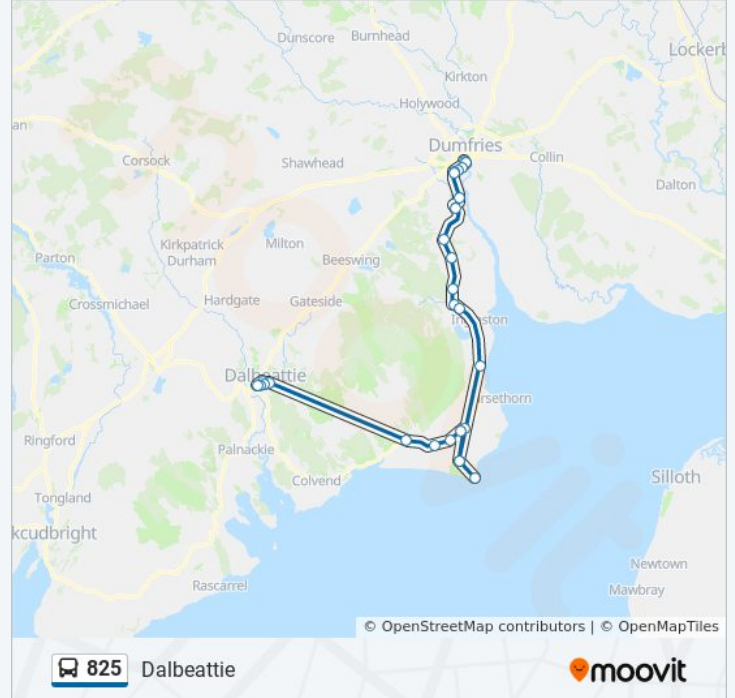 Dunscore
Burnhead
Lockerb
Kirkton
Holywood
an
Dumfries
Corsock
Shawhead
Collin
Dalton
Kirkpatrick
Durham
Milton
Parton
Beeswing
Crossmichael
Hardgate
Gateside
Dalbeattie
arsethorn
Ringford
Palnackle
Colvend
Silloth
Tongland
kcudbright
Newtown
Rascarrel
Mawbray
© OpenStreetMap contributors | © OpenMapTiles
825 Dalbeattie
moovit